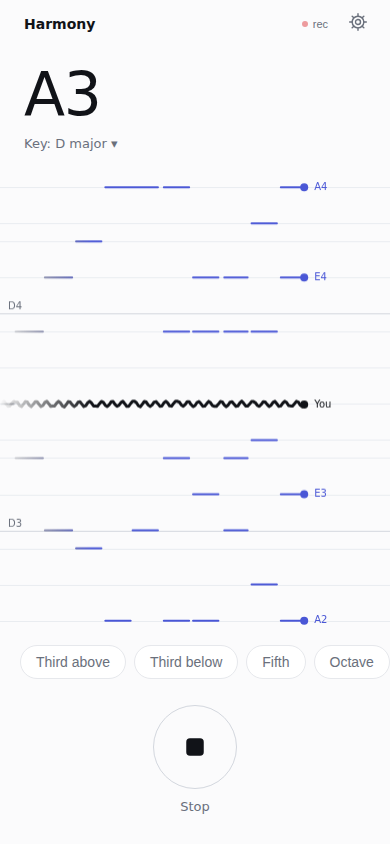 Harmony
rec
A3
Key: D major ▾
A4
E4
D4
You
E3
D3
A2
Third above
Third below
Fifth
Octave
Stop